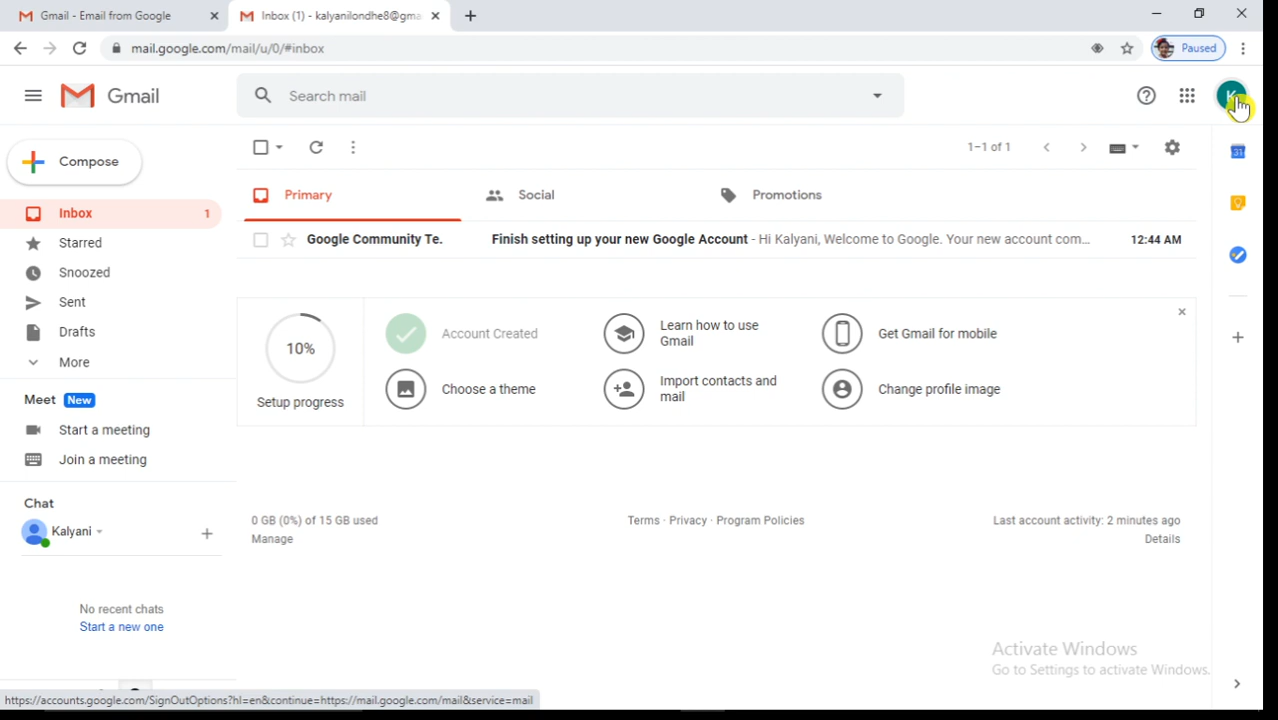 Gmail - Email from Google
Inbox (1) - kalyanilondhe8@gma
mail.google.com/mail/u/0/#inbox
Paused
Gmail
Search mail
K
Compose
1–1 of 1
Inbox 1
Primary
Social
Promotions
Starred
Google Community Te. Finish setting up your new Google Account - Hi Kalyani, Welcome to Google. Your new account com… 12:44 AM
Snoozed
Sent
Drafts
More
10%
Setup progress
Account Created
Learn how to use
Gmail
Get Gmail for mobile
Choose a theme
Import contacts and
mail
Change profile image
Meet New
Start a meeting
Join a meeting
Chat
Kalyani
No recent chats
Start a new one
0 GB (0%) of 15 GB used
Manage
Terms · Privacy · Program Policies
Last account activity: 2 minutes ago
Details
31
Activate Windows
Go to Settings to activate Windows.
https://accounts.google.com/SignOutOptions?hl=en&continue=https://mail.google.com/mail&service=mail